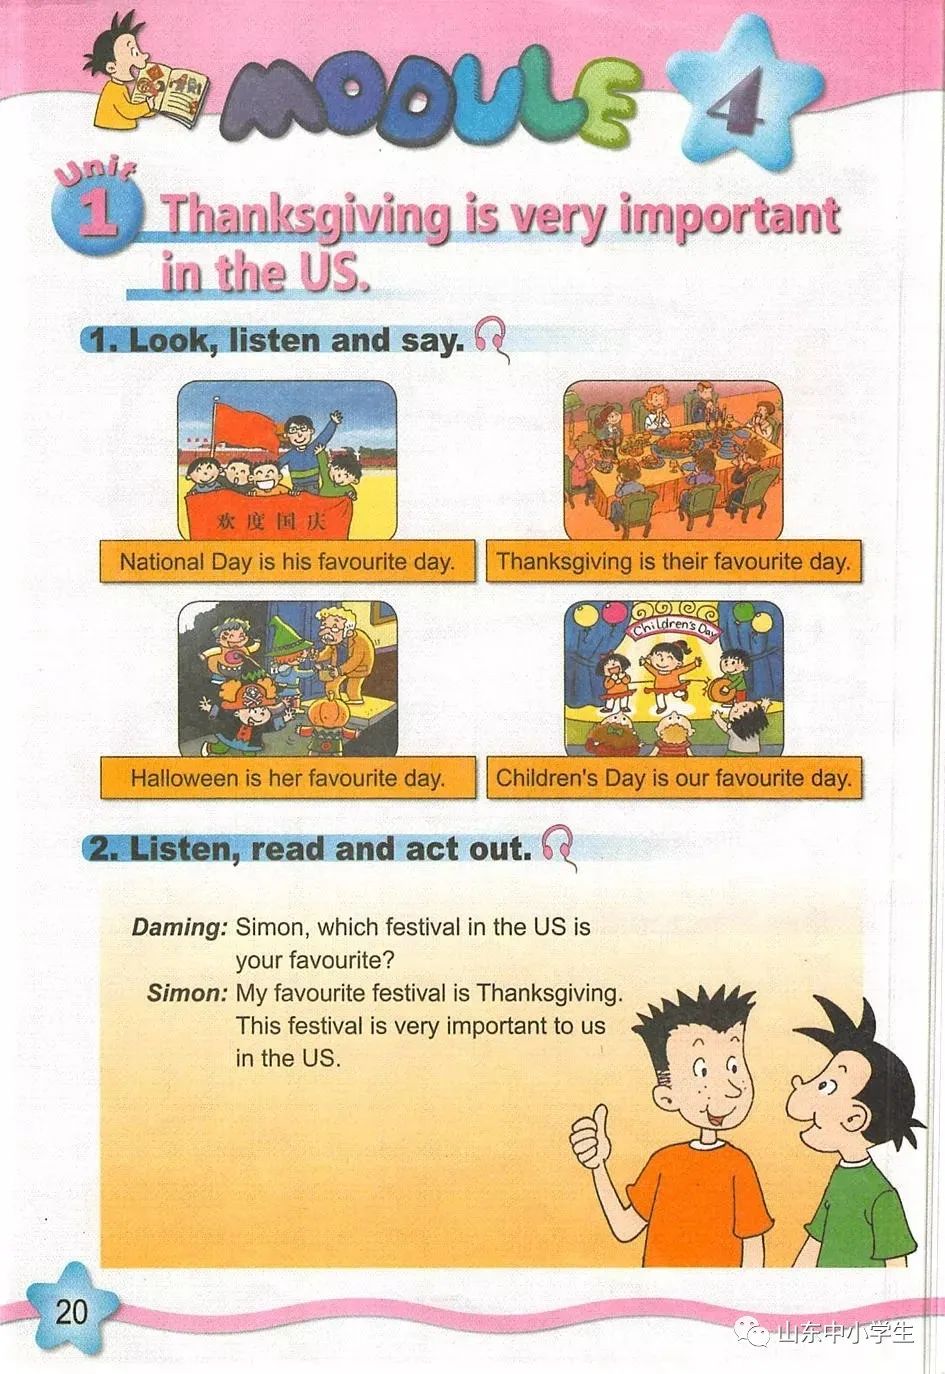 MODULE 4
Unit
1
Thanksgiving is very important
in the US.
1. Look, listen and say.
欢度国庆
National Day is his favourite day.
Thanksgiving is their favourite day.
Children's Day
Halloween is her favourite day.
Children's Day is our favourite day.
2. Listen, read and act out.
Daming: Simon, which festival in the US is
your favourite?
Simon: My favourite festival is Thanksgiving.
This festival is very important to us
in the US.
20
山东中小学生